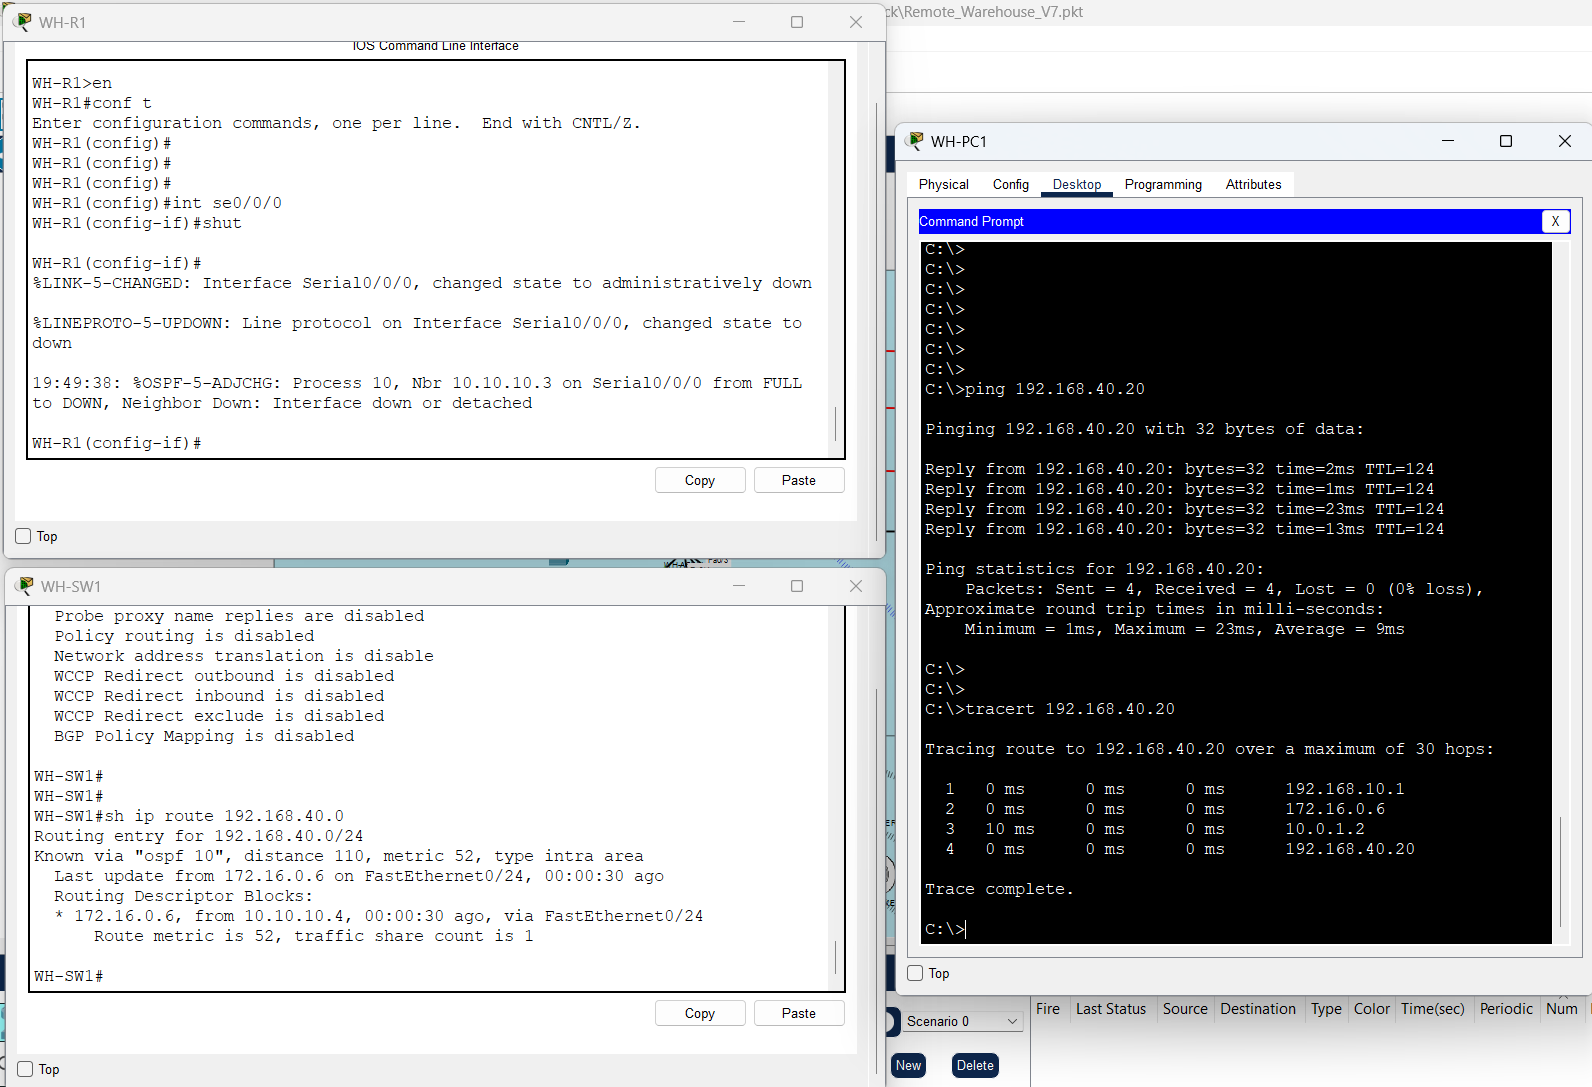 WH-R1
ck\Remote_Warehouse_V7.pkt
IOS Command Line Interface
WH-R1>en
WH-R1#conf t
Enter configuration commands, one per line.  End with CNTL/Z.
WH-R1(config)#
WH-R1(config)#
WH-R1(config)#
WH-R1(config)#int se0/0/0
WH-R1(config-if)#shut
WH-R1(config-if)#
%LINK-5-CHANGED: Interface Serial0/0/0, changed state to administratively down
%LINEPROTO-5-UPDOWN: Line protocol on Interface Serial0/0/0, changed state to
down
19:49:38: %OSPF-5-ADJCHG: Process 10, Nbr 10.10.10.3 on Serial0/0/0 from FULL
to DOWN, Neighbor Down: Interface down or detached
WH-R1(config-if)#
Copy Paste
Top
WH-SW1
Probe proxy name replies are disabled
Policy routing is disabled
Network address translation is disable
WCCP Redirect outbound is disabled
WCCP Redirect inbound is disabled
WCCP Redirect exclude is disabled
BGP Policy Mapping is disabled
WH-SW1#
WH-SW1#
WH-SW1#sh ip route 192.168.40.0
Routing entry for 192.168.40.0/24
Known via "ospf 10", distance 110, metric 52, type intra area
Last update from 172.16.0.6 on FastEthernet0/24, 00:00:30 ago
Routing Descriptor Blocks:
* 172.16.0.6, from 10.10.10.4, 00:00:30 ago, via FastEthernet0/24
Route metric is 52, traffic share count is 1
WH-SW1#
Copy Paste
Top
WH-PC1
Physical Config Desktop Programming Attributes
Command Prompt X
C:\>
C:\>
C:\>
C:\>
C:\>
C:\>
C:\>
C:\>ping 192.168.40.20
Pinging 192.168.40.20 with 32 bytes of data:
Reply from 192.168.40.20: bytes=32 time=2ms TTL=124
Reply from 192.168.40.20: bytes=32 time=1ms TTL=124
Reply from 192.168.40.20: bytes=32 time=23ms TTL=124
Reply from 192.168.40.20: bytes=32 time=13ms TTL=124
Ping statistics for 192.168.40.20:
Packets: Sent = 4, Received = 4, Lost = 0 (0% loss),
Approximate round trip times in milli-seconds:
Minimum = 1ms, Maximum = 23ms, Average = 9ms
C:\>
C:\>
C:\>tracert 192.168.40.20
Tracing route to 192.168.40.20 over a maximum of 30 hops:
1 0 ms 0 ms 0 ms 192.168.10.1
2 0 ms 0 ms 0 ms 172.16.0.6
3 10 ms 0 ms 0 ms 10.0.1.2
4 0 ms 0 ms 0 ms 192.168.40.20
Trace complete.
C:\>
Top
Scenario 0
New Delete
Fire Last Status Source Destination Type Color Time(sec) Periodic Num